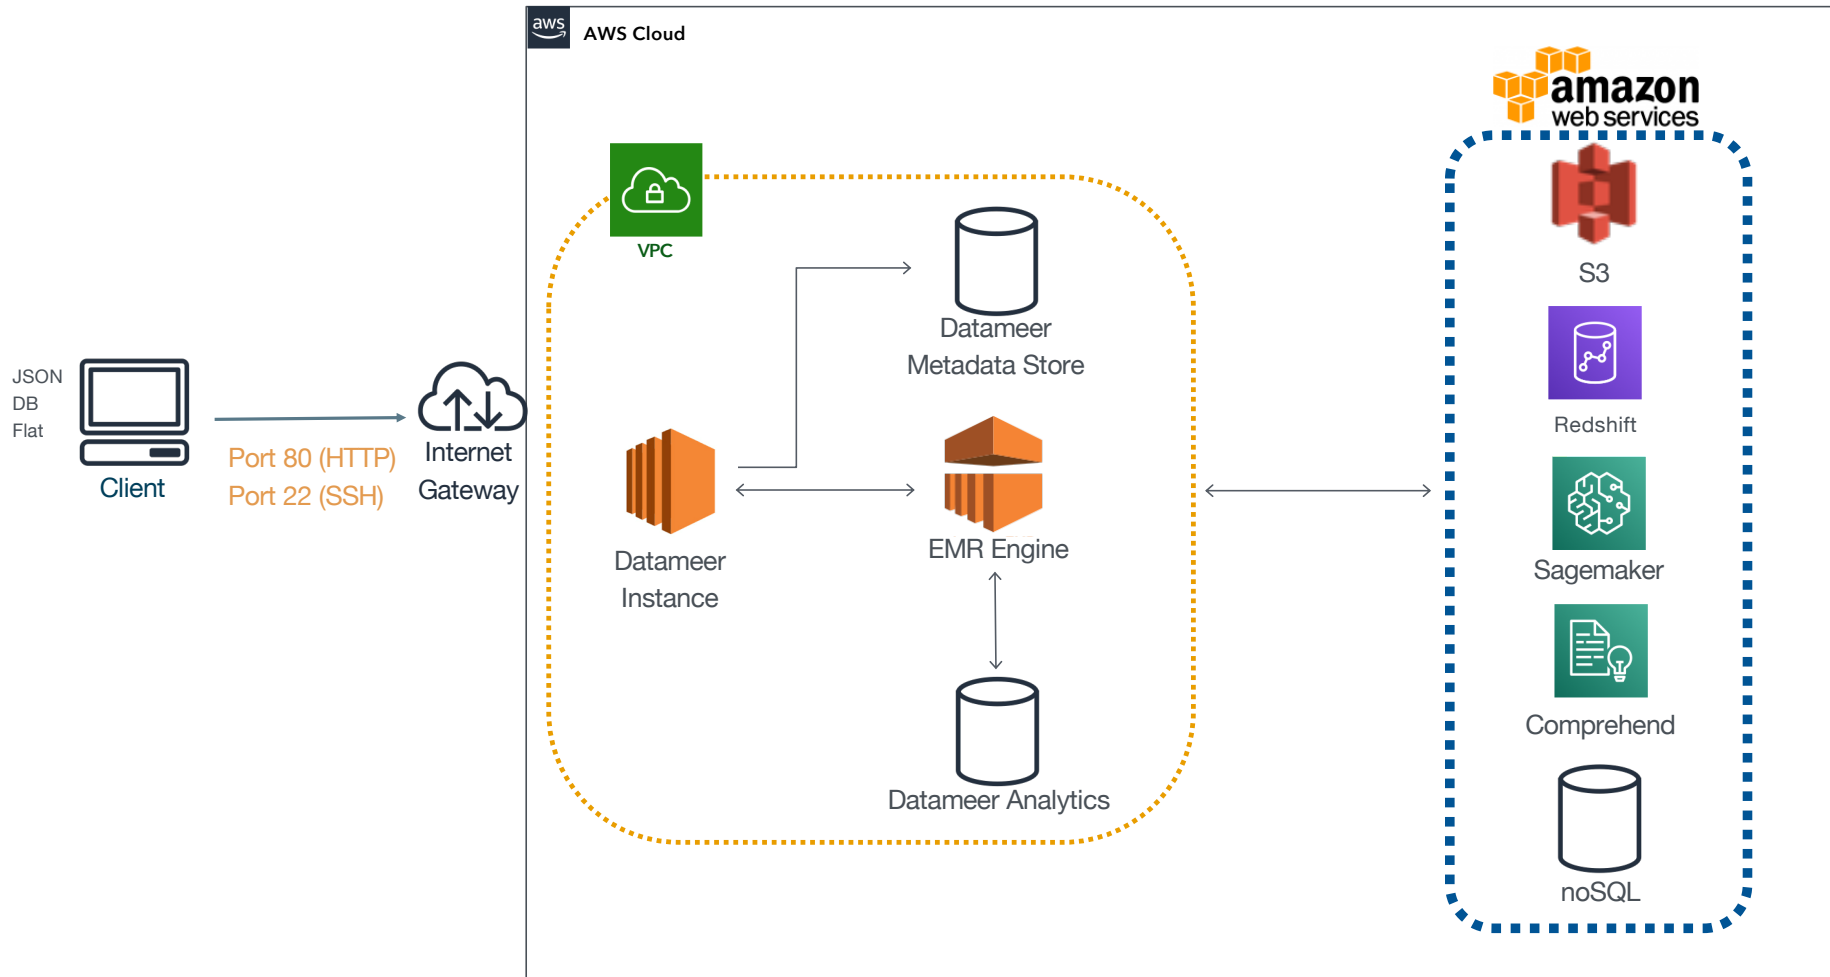 aws
AWS Cloud
amazon
web services
VPC
S3
Datameer
Metadata Store
JSON
DB
Flat
Redshift
Client
Port 80 (HTTP)
Port 22 (SSH)
Internet
Gateway
Datameer
Instance
EMR Engine
Sagemaker
Comprehend
Datameer Analytics
noSQL